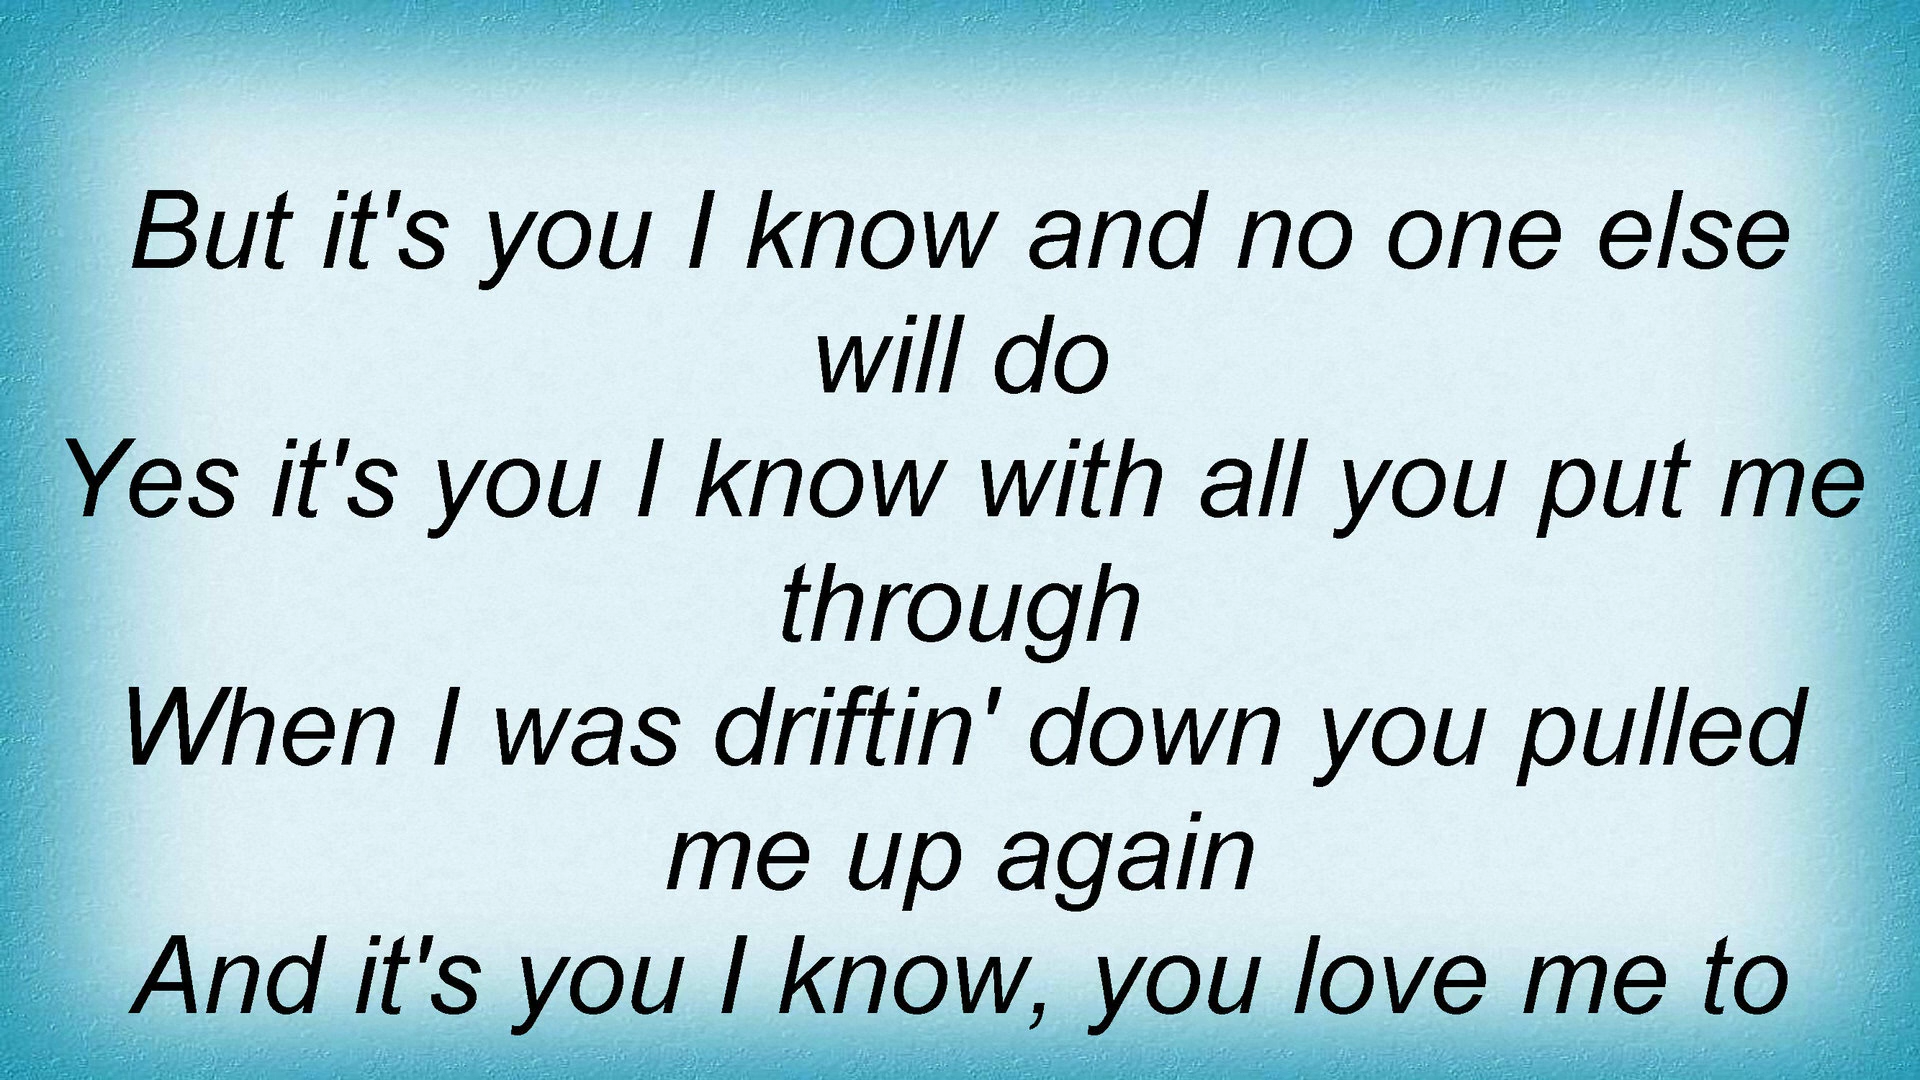 But it's you I know and no one else
will do
Yes it's you I know with all you put me
through
When I was driftin' down you pulled
me up again
And it's you I know, you love me to